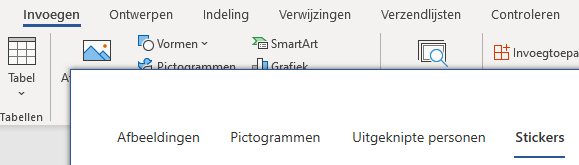 Invoegen Ontwerpen Indeling Verwijzingen Verzendlijsten Controleren
Vormen SmartArt
Tabel Pictogrammen Grafiek Invoegtoepa
Tabellen
Afbeeldingen Pictogrammen Uitgeknipte personen Stickers